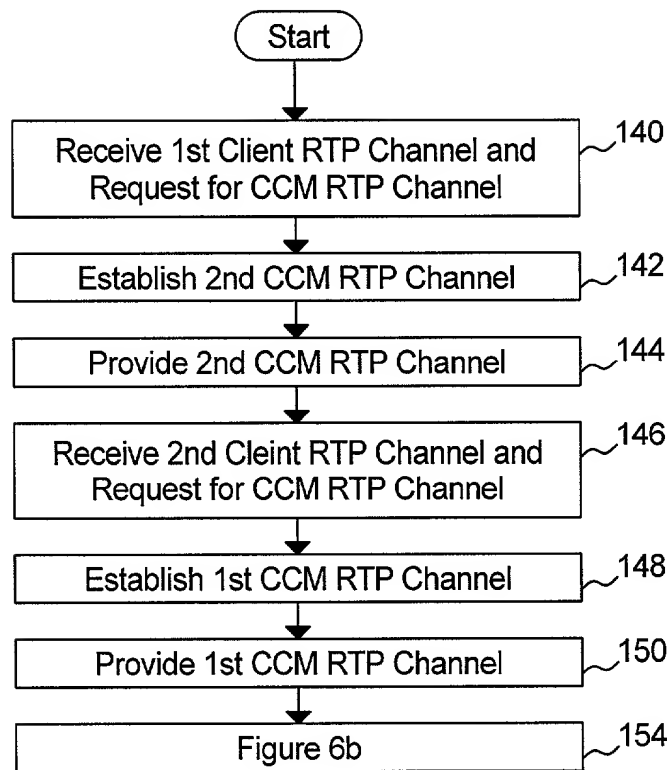 Start
Receive 1st Client RTP Channel and
Request for CCM RTP Channel
140
Establish 2nd CCM RTP Channel
142
Provide 2nd CCM RTP Channel
144
Receive 2nd Cleint RTP Channel and
Request for CCM RTP Channel
146
Establish 1st CCM RTP Channel
148
Provide 1st CCM RTP Channel
150
Figure 6b
154